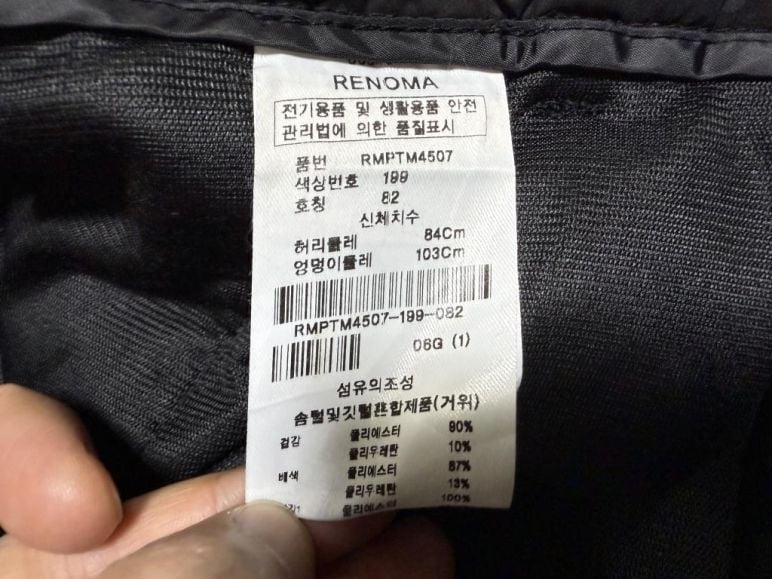 RENOMA
전기용품 및 생활용품 안전
관리법에 의한 품질표시
품번 RMPTM4507
색상번호 199
호칭 82
신체치수
허리둘레 84Cm
엉덩이둘레 103Cm
RMPTM4507-199-082
06G (1)
섬유의조성
솜털및깃털혼합제품(거위)
겉감 폴리에스터 90%
폴리우레탄 10%
배색 폴리에스터 87%
폴리우레탄 13%
폴리에스터 100%